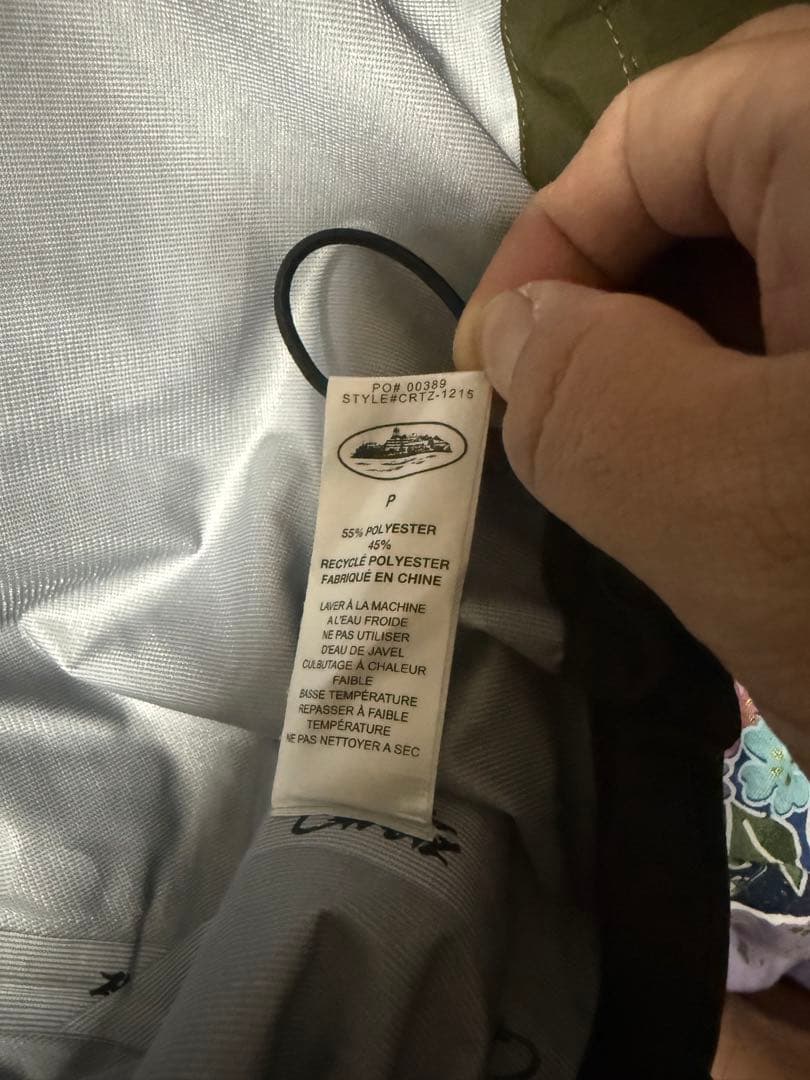 PO# 00389
STYLE#CRTZ-1215
P
55% POLYESTER
45%
RECYCLÉ POLYESTER
FABRIQUÉ EN CHINE
LAVER À LA MACHINE
A L'EAU FROIDE
NE PAS UTILISER
D'EAU DE JAVEL
CULBUTAGE À CHALEUR
FAIBLE
BASSE TEMPÉRATURE
REPASSER À FAIBLE
TEMPÉRATURE
NE PAS NETTOYER A SEC